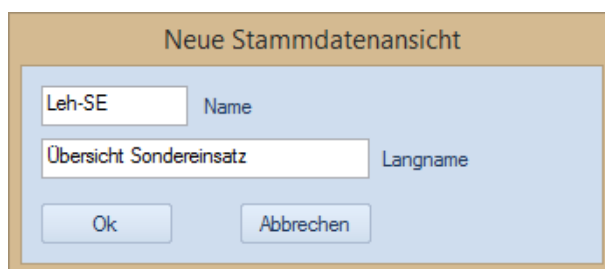 Neue Stammdatenansicht
Leh-SE Name
Übersicht Sondereinsatz Langname
Ok Abbrechen